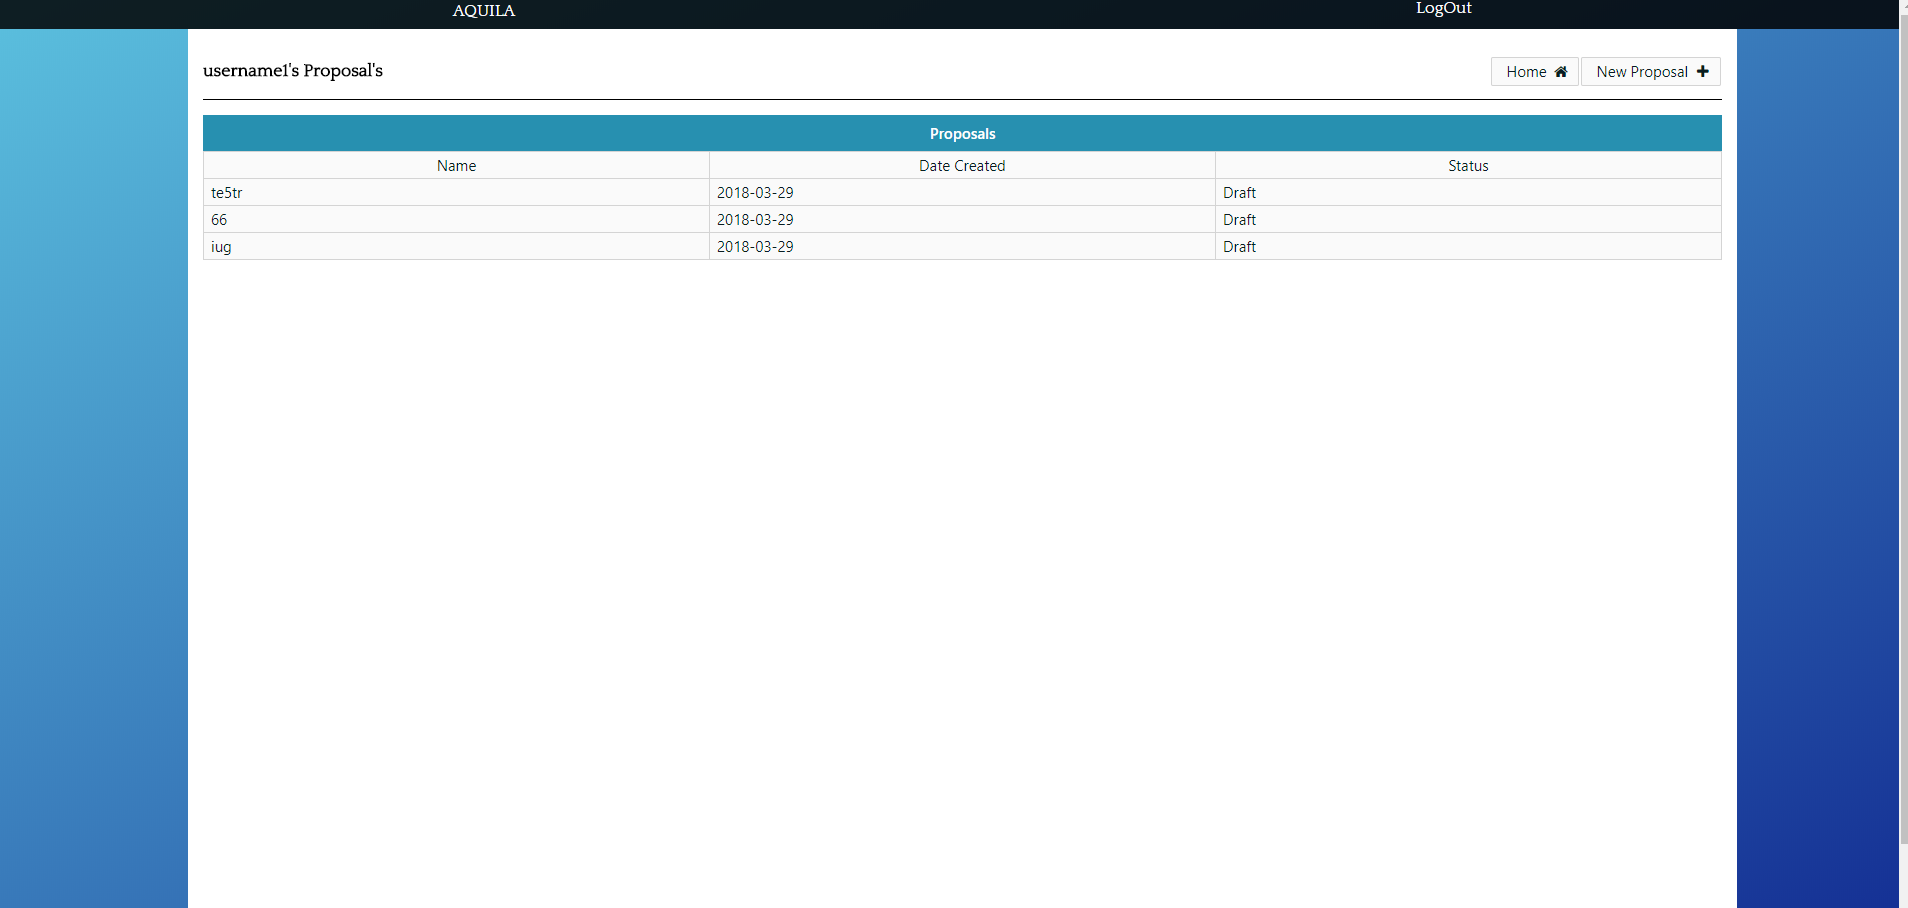 AQUILA LogOut
username1's Proposal's Home New Proposal
Proposals
Name Date Created Status
te5tr 2018-03-29 Draft
66 2018-03-29 Draft
iug 2018-03-29 Draft